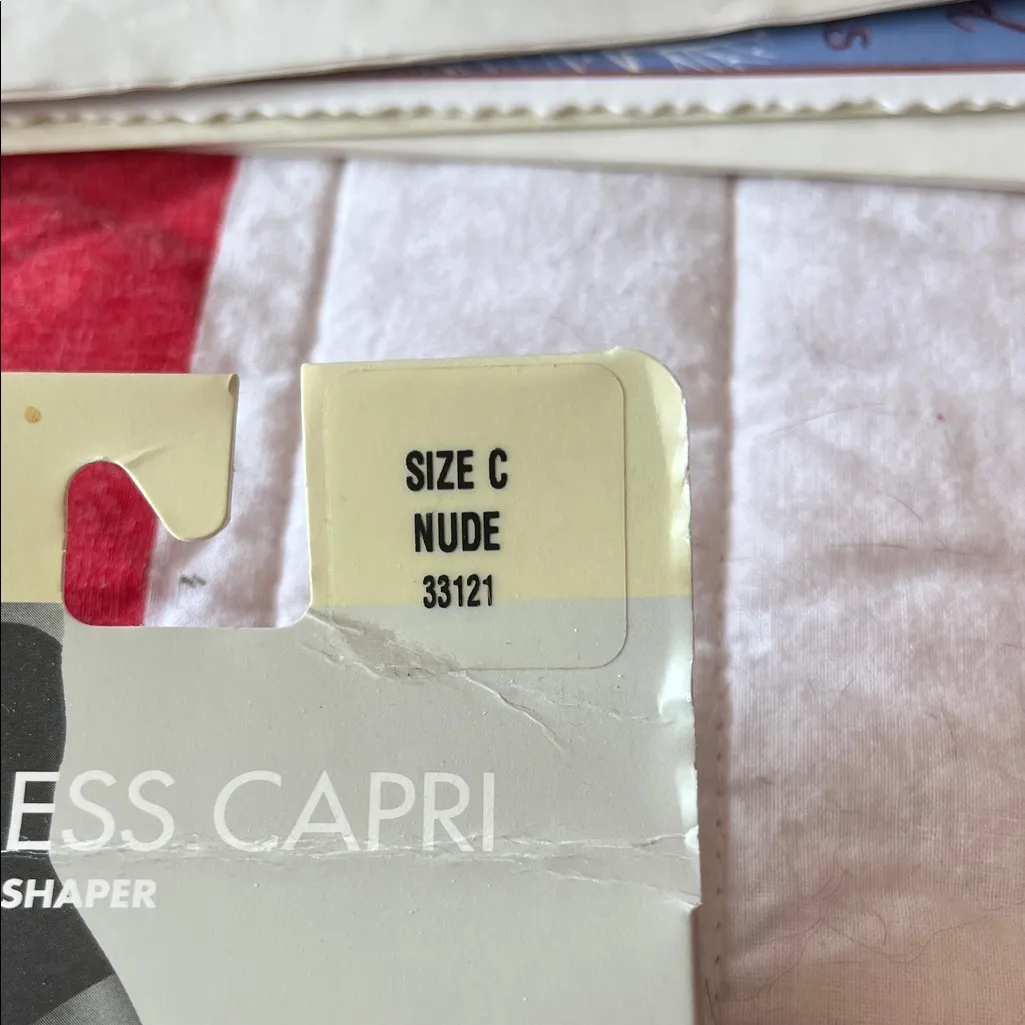 SIZE C
NUDE
33121
ESS CAPRI
SHAPER